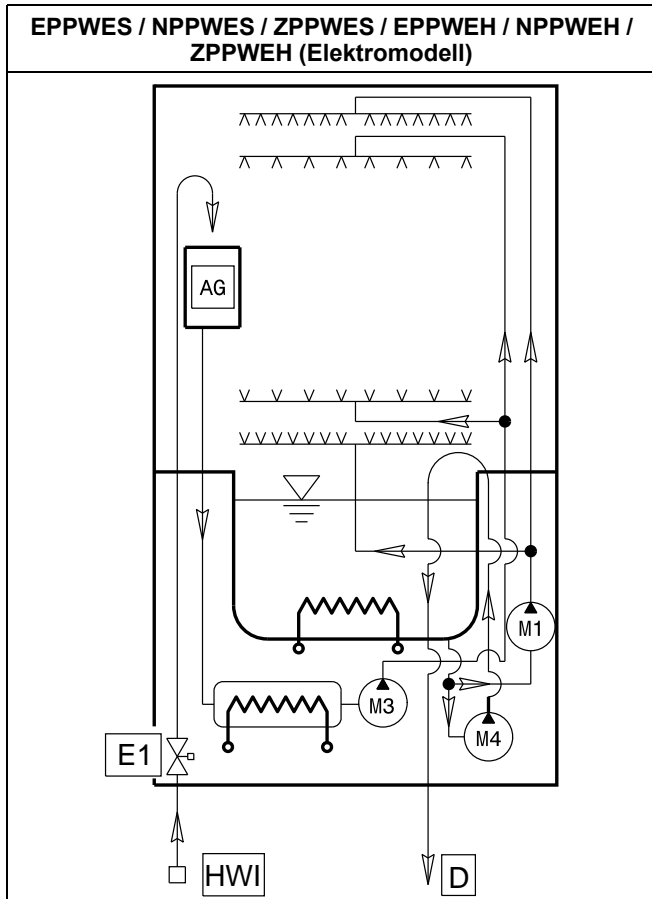 EPPWES / NPPWES / ZPPWES / EPPWEH / NPPWEH /
ZPPWEH (Elektromodell)
AG
M1
M3
M4
E1
HWI
D